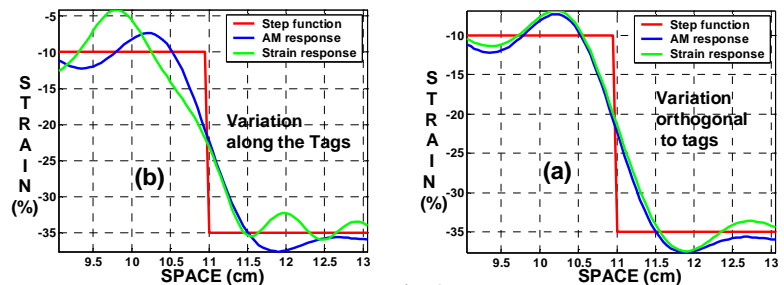 -5
-10
-15
-20
-25
-30
-35
STRAIN (%)
Step function
AM response
Strain response
Variation
along the Tags
(b)
9.5 10 10.5 11 11.5 12 12.5 13
SPACE (cm)
-10
-15
-20
-25
-30
-35
STRAIN (%)
Step function
AM response
Strain response
Variation
orthogonal
to tags
(a)
9.5 10 10.5 11 11.5 12 12.5 13
SPACE (cm)